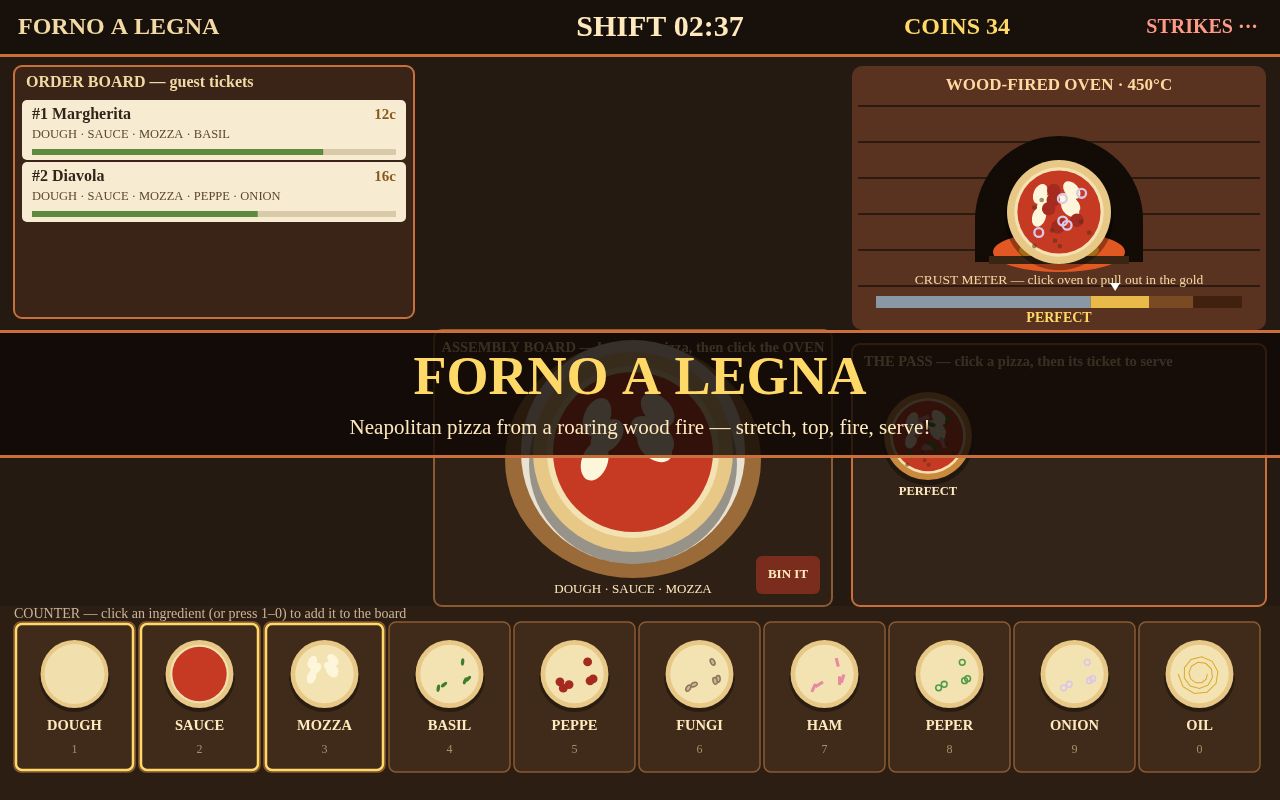 FORNO A LEGNA
SHIFT 02:37
COINS 34
STRIKES ···
ORDER BOARD — guest tickets
#1 Margherita
12c
DOUGH · SAUCE · MOZZA · BASIL
#2 Diavola
16c
DOUGH · SAUCE · MOZZA · PEPPE · ONION
WOOD-FIRED OVEN · 450°C
CRUST METER — click oven to pull out in the gold
PERFECT
ASSEMBLY BOARD — pizza, then click the OVEN
THE PASS — click a pizza, then its ticket to serve
FORNO A LEGNA
Neapolitan pizza from a roaring wood fire — stretch, top, fire, serve!
PERFECT
BIN IT
DOUGH · SAUCE · MOZZA
COUNTER — click an ingredient (or press 1–0) to add it to the board
DOUGH
SAUCE
MOZZA
BASIL
PEPPE
FUNGI
HAM
PEPER
ONION
OIL
1
2
3
4
5
6
7
8
9
0